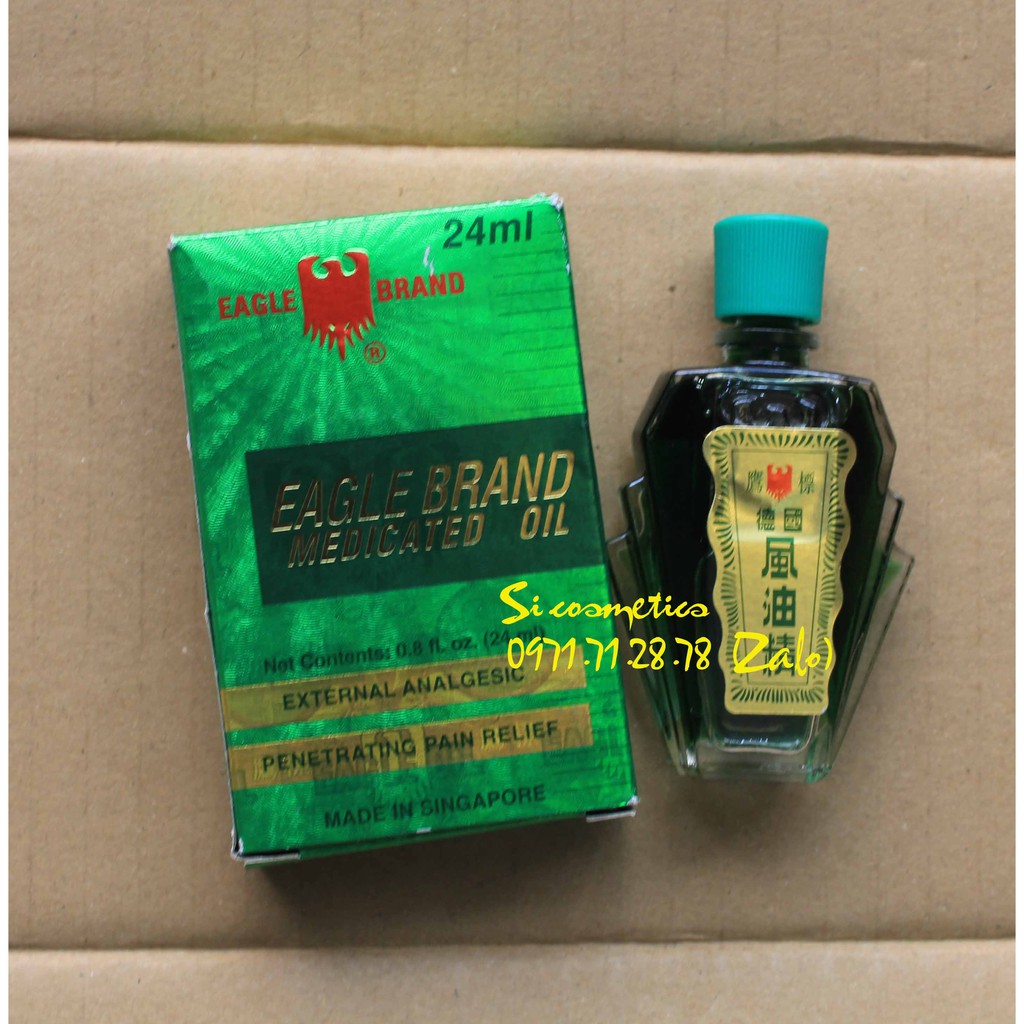 24ml
EAGLE BRAND
®
EAGLE BRAND
MEDICATED OIL
Net Contents: 0.8 fl. oz. (24 ml)
EXTERNAL ANALGESIC
PENETRATING PAIN RELIEF
MADE IN SINGAPORE
鷹標
德國
風油精
Si cosmetics
0971.71.28.78 (Zalo)